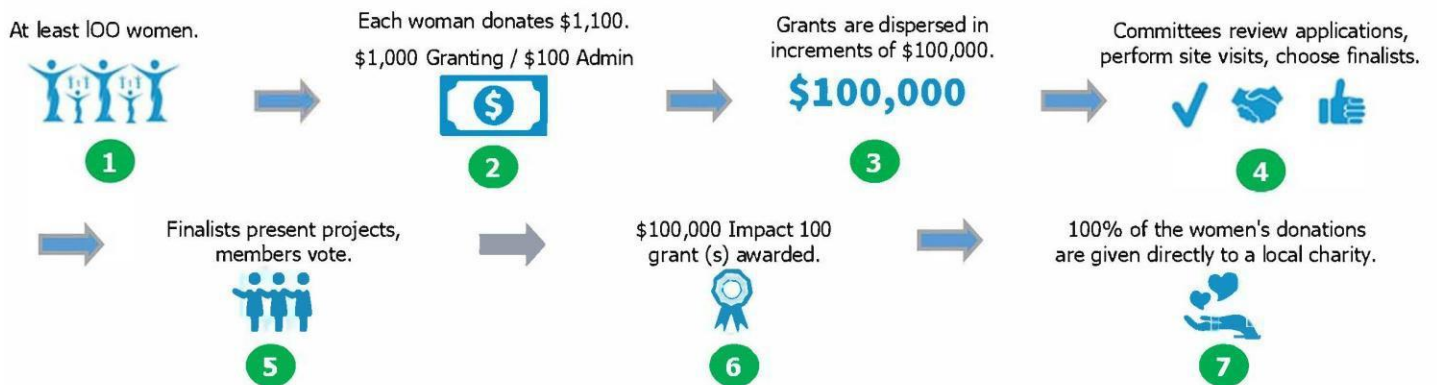 At least lOO women.
1
Each woman donates $1,100.
$1,000 Granting / $100 Admin
$
2
Grants are dispersed in
increments of $100,000.
$100,000
3
Committees review applications,
perform site visits, choose finalists.
4
Finalists present projects,
members vote.
5
$100,000 Impact 100
grant (s) awarded.
6
100% of the women's donations
are given directly to a local charity.
7